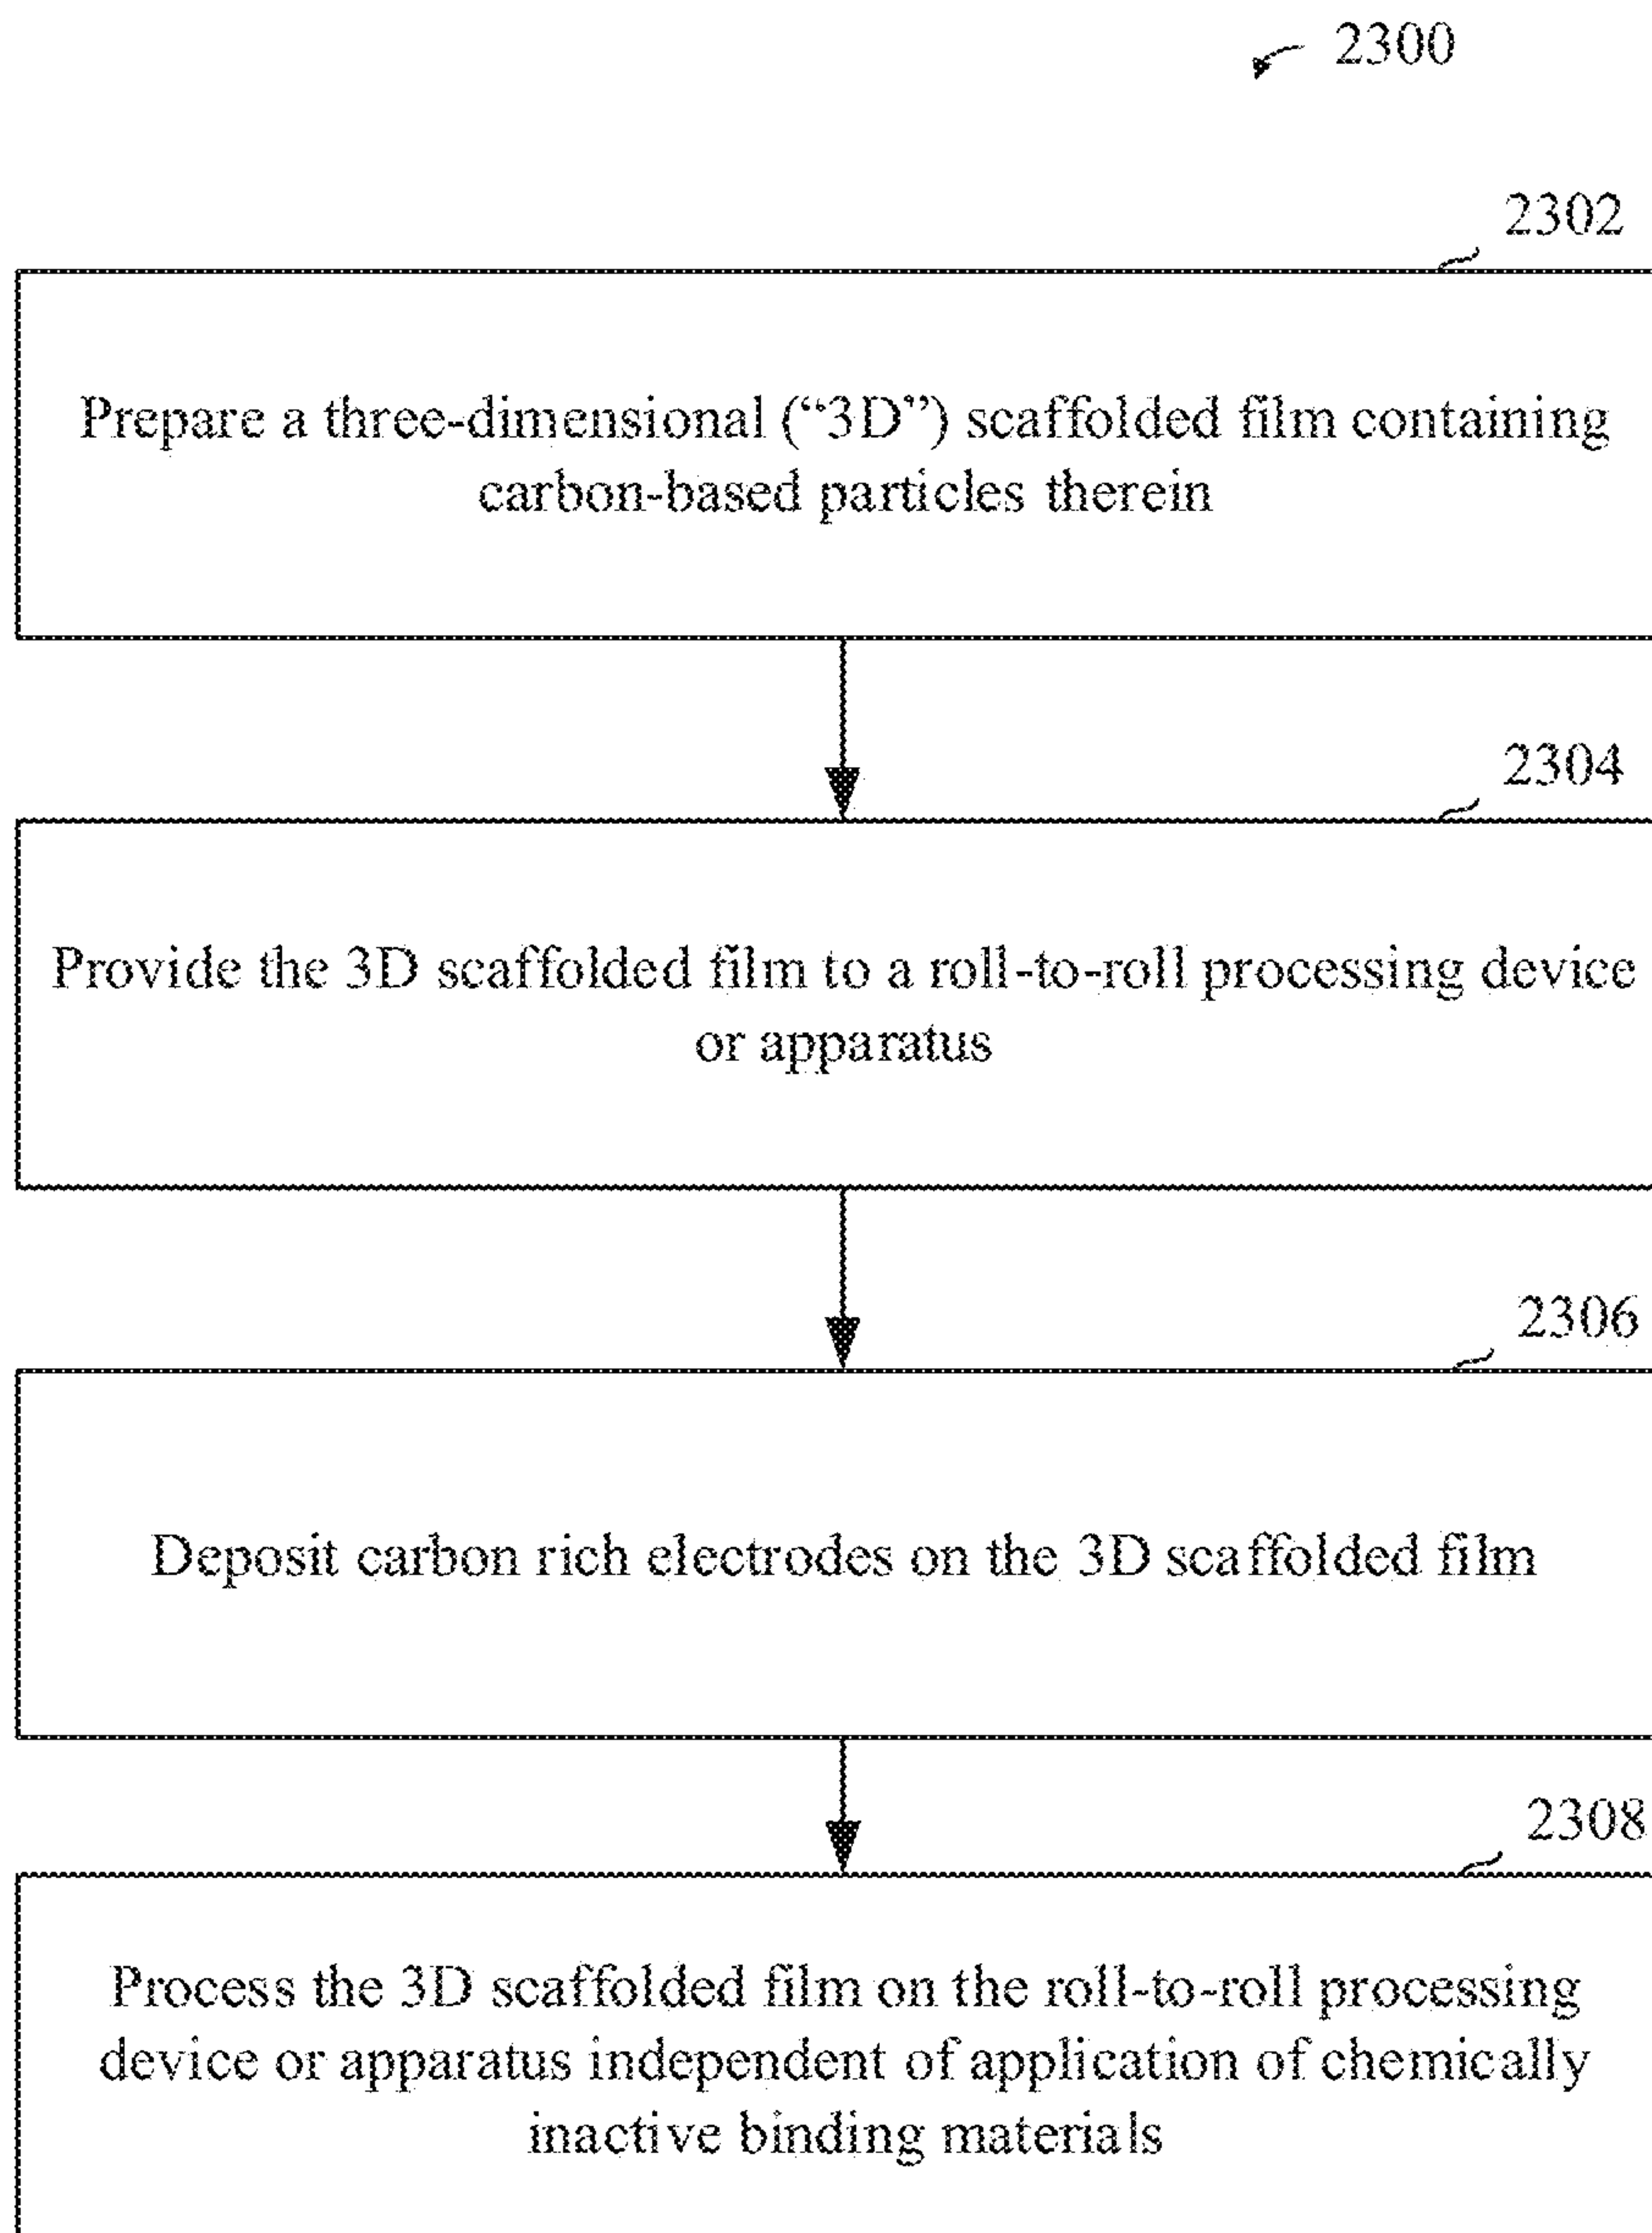 2300
2302
Prepare a three-dimensional (“3D”) scaffolded film containing
carbon-based particles therein
2304
Provide the 3D scaffolded film to a roll-to-roll processing device
or apparatus
2306
Deposit carbon rich electrodes on the 3D scaffolded film
2308
Process the 3D scaffolded film on the roll-to-roll processing
device or apparatus independent of application of chemically
inactive binding materials